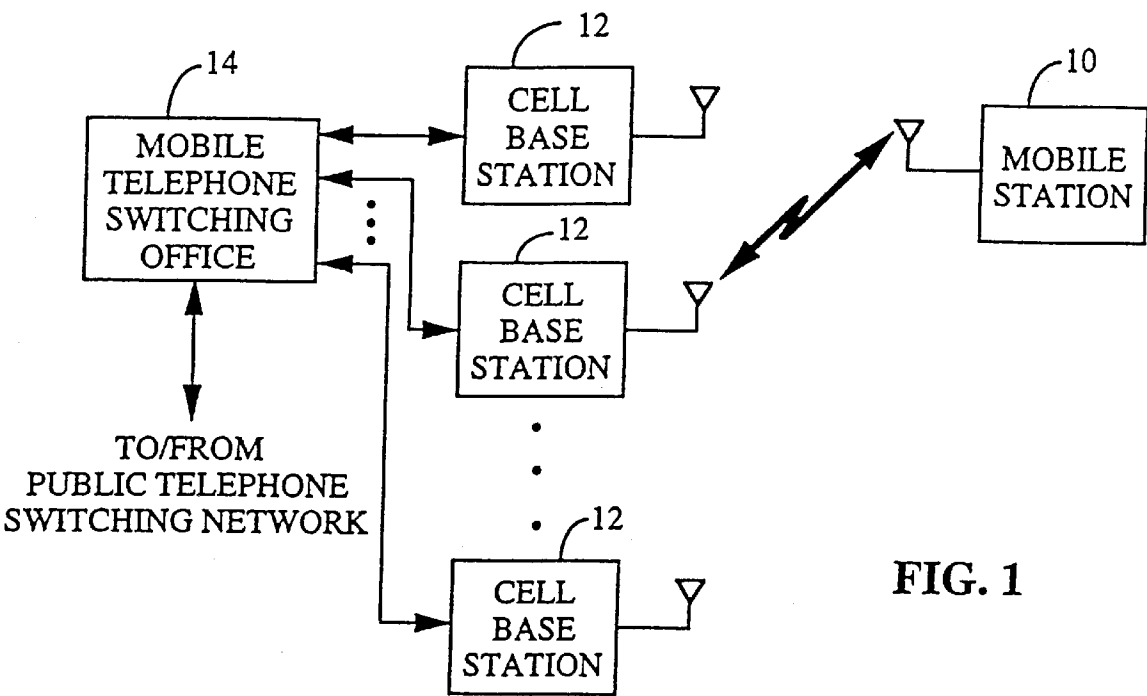 14
MOBILE
TELEPHONE
SWITCHING
OFFICE
TO/FROM
PUBLIC TELEPHONE
SWITCHING NETWORK
12
CELL
BASE
STATION
12
CELL
BASE
STATION
12
CELL
BASE
STATION
10
MOBILE
STATION
FIG. 1